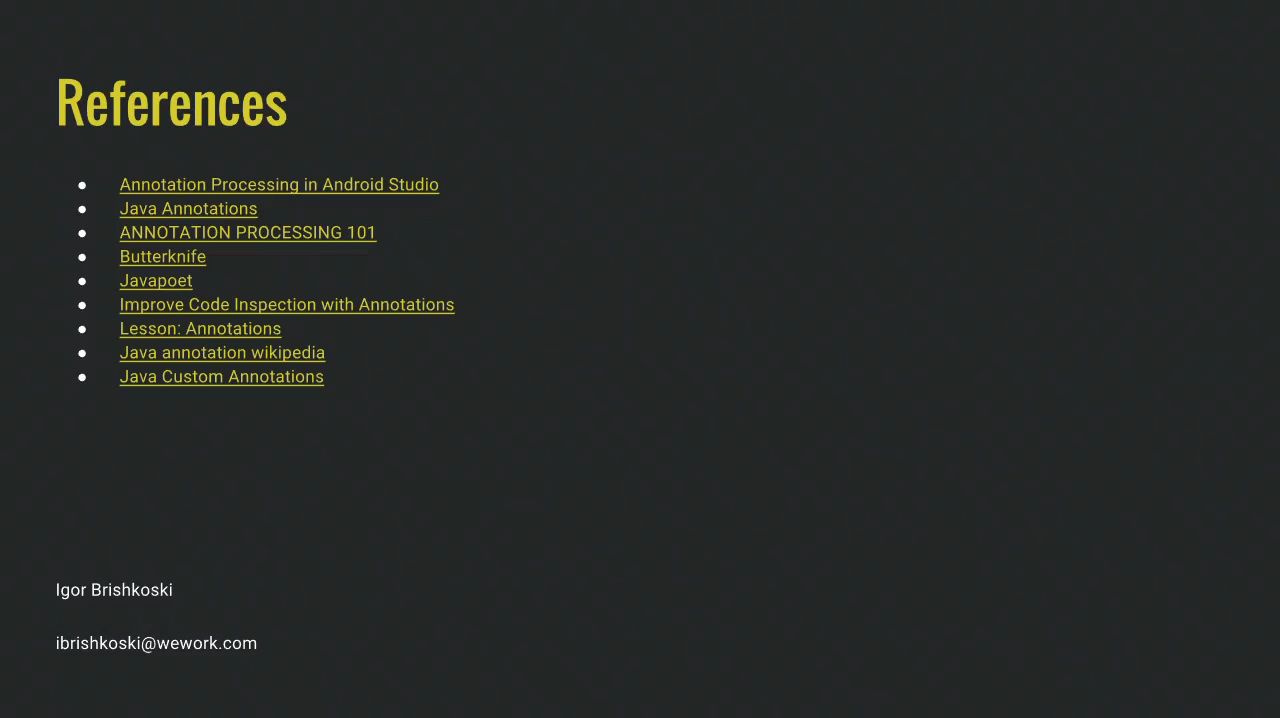 References
● Annotation Processing in Android Studio
● Java Annotations
● ANNOTATION PROCESSING 101
● Butterknife
● Javapoet
● Improve Code Inspection with Annotations
● Lesson: Annotations
● Java annotation wikipedia
● Java Custom Annotations
Igor Brishkoski
ibrishkoski@wework.com